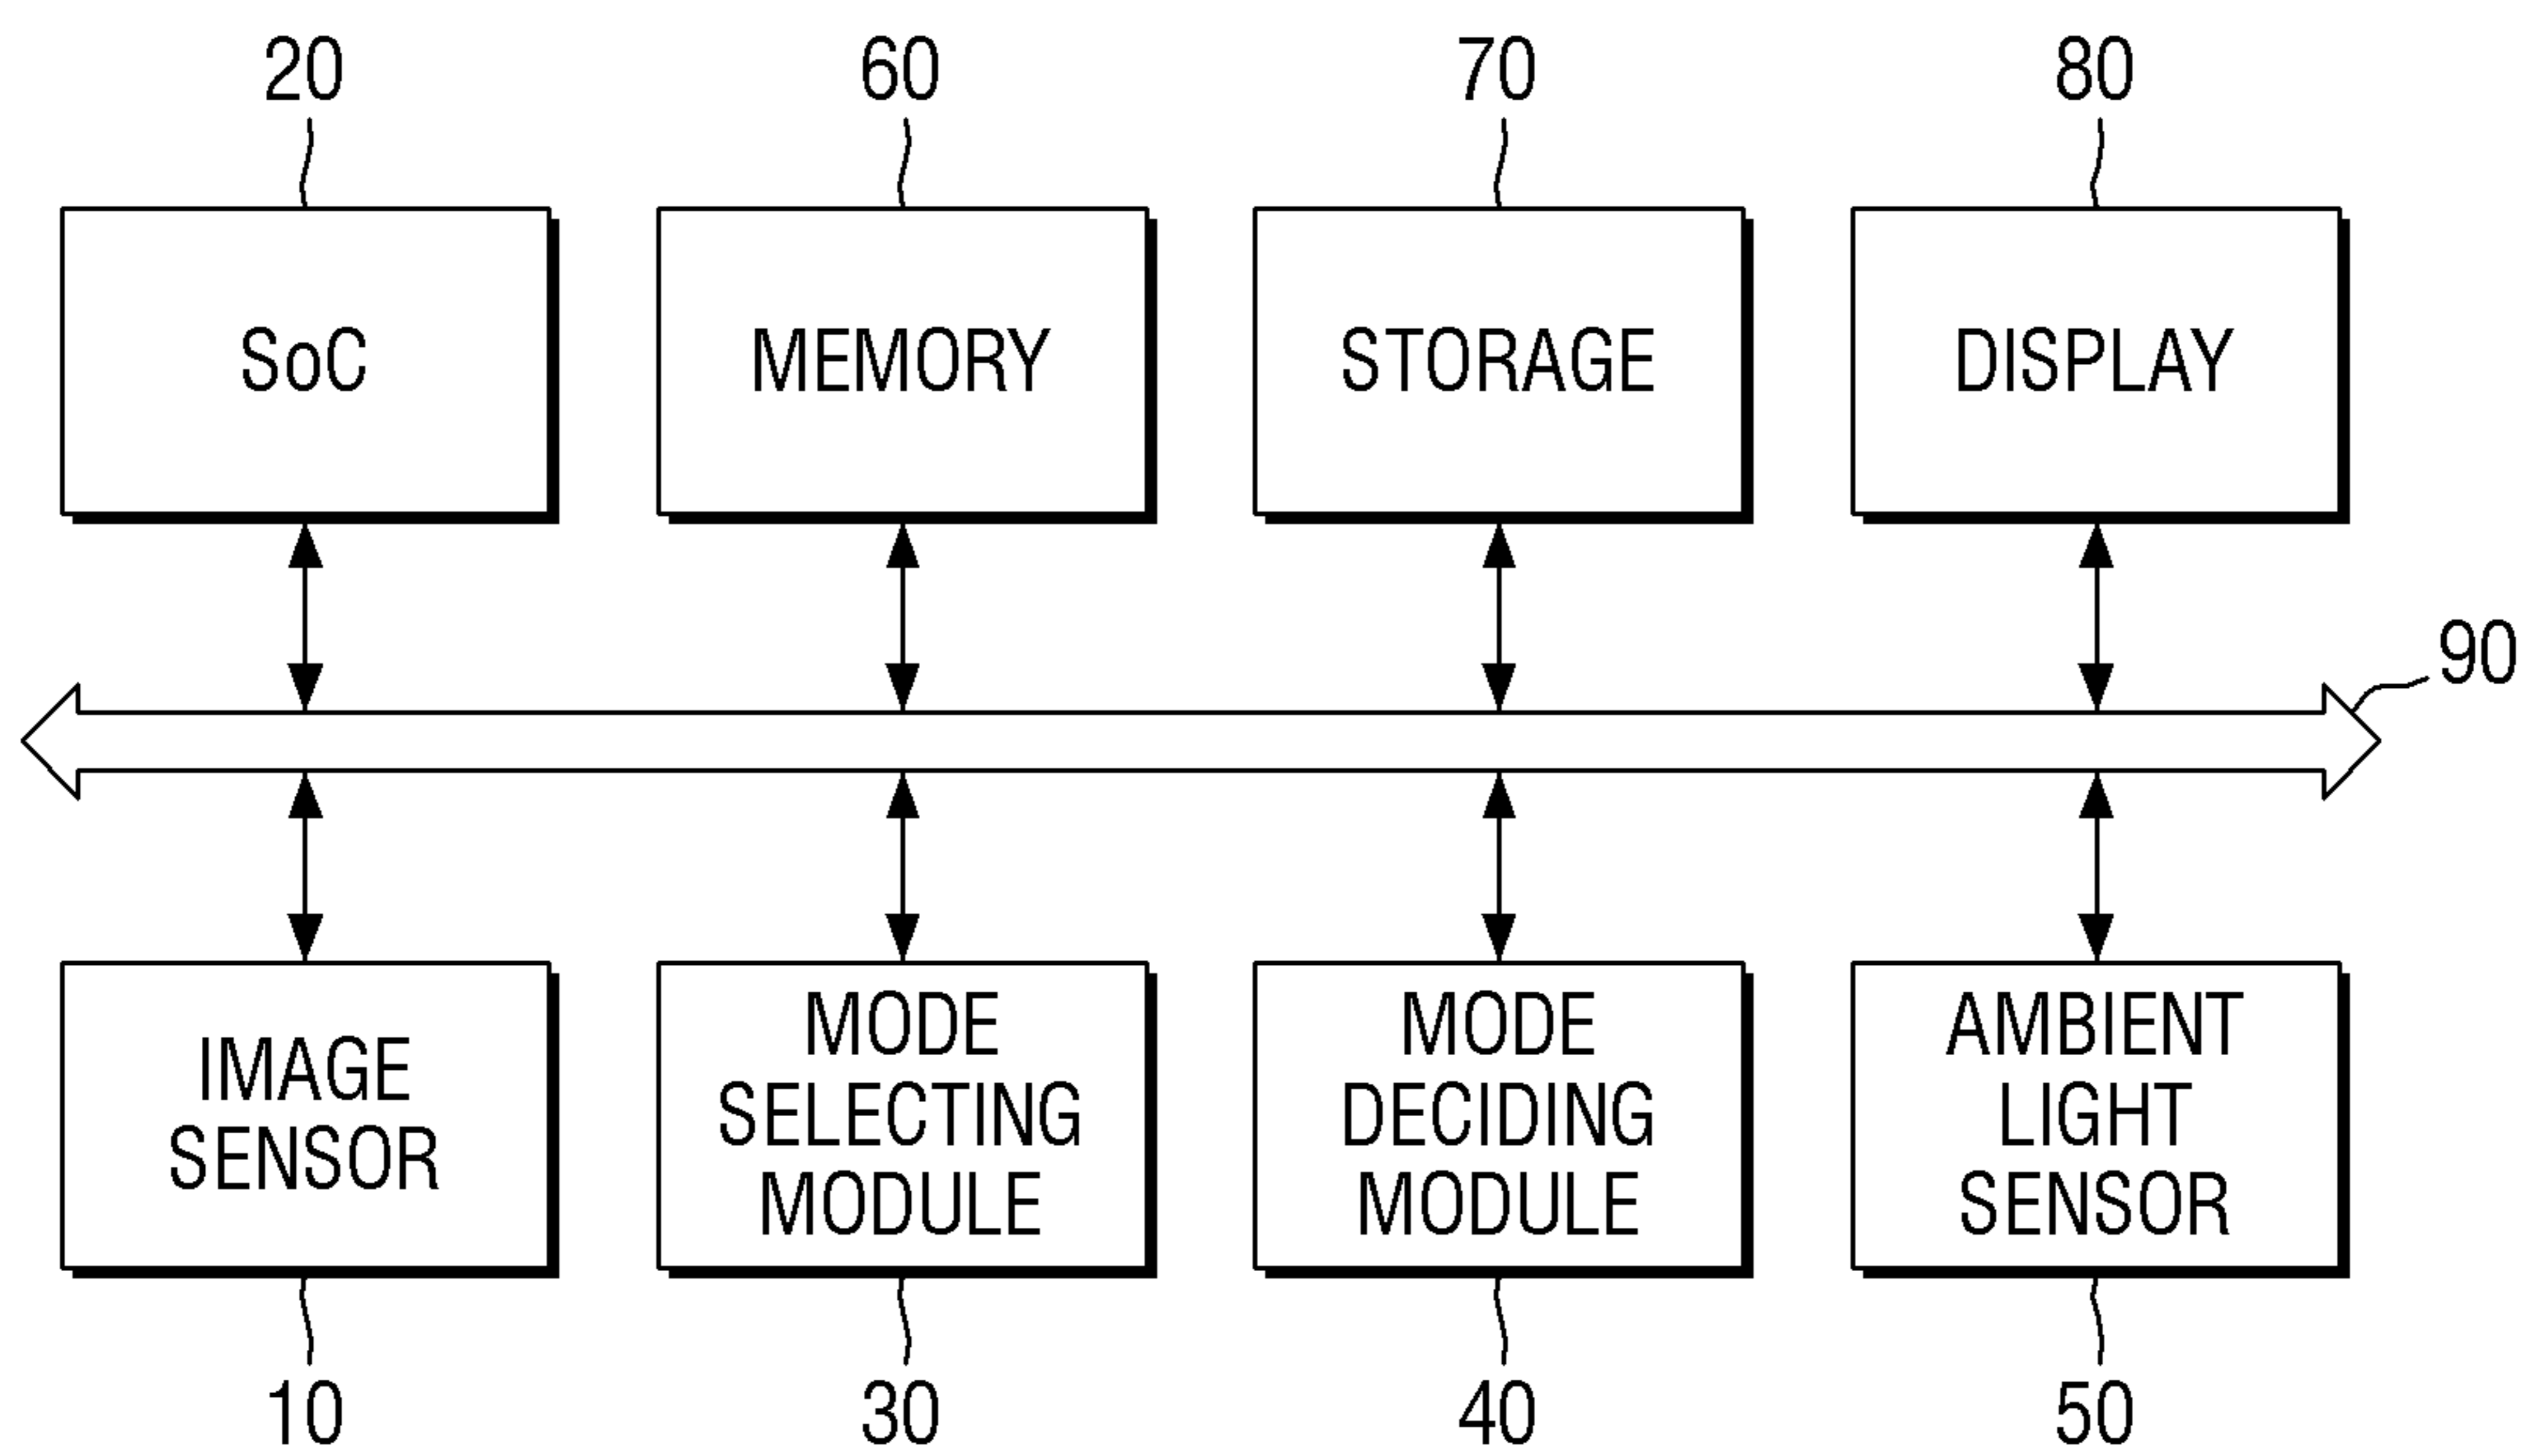 20 60 70 80
SoC MEMORY STORAGE DISPLAY
90
IMAGE
SENSOR
MODE
SELECTING
MODULE
MODE
DECIDING
MODULE
AMBIENT
LIGHT
SENSOR
10 30 40 50